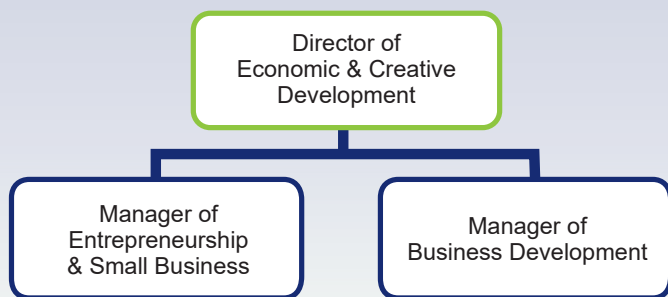 Director of
Economic & Creative
Development
Manager of
Entrepreneurship
& Small Business
Manager of
Business Development